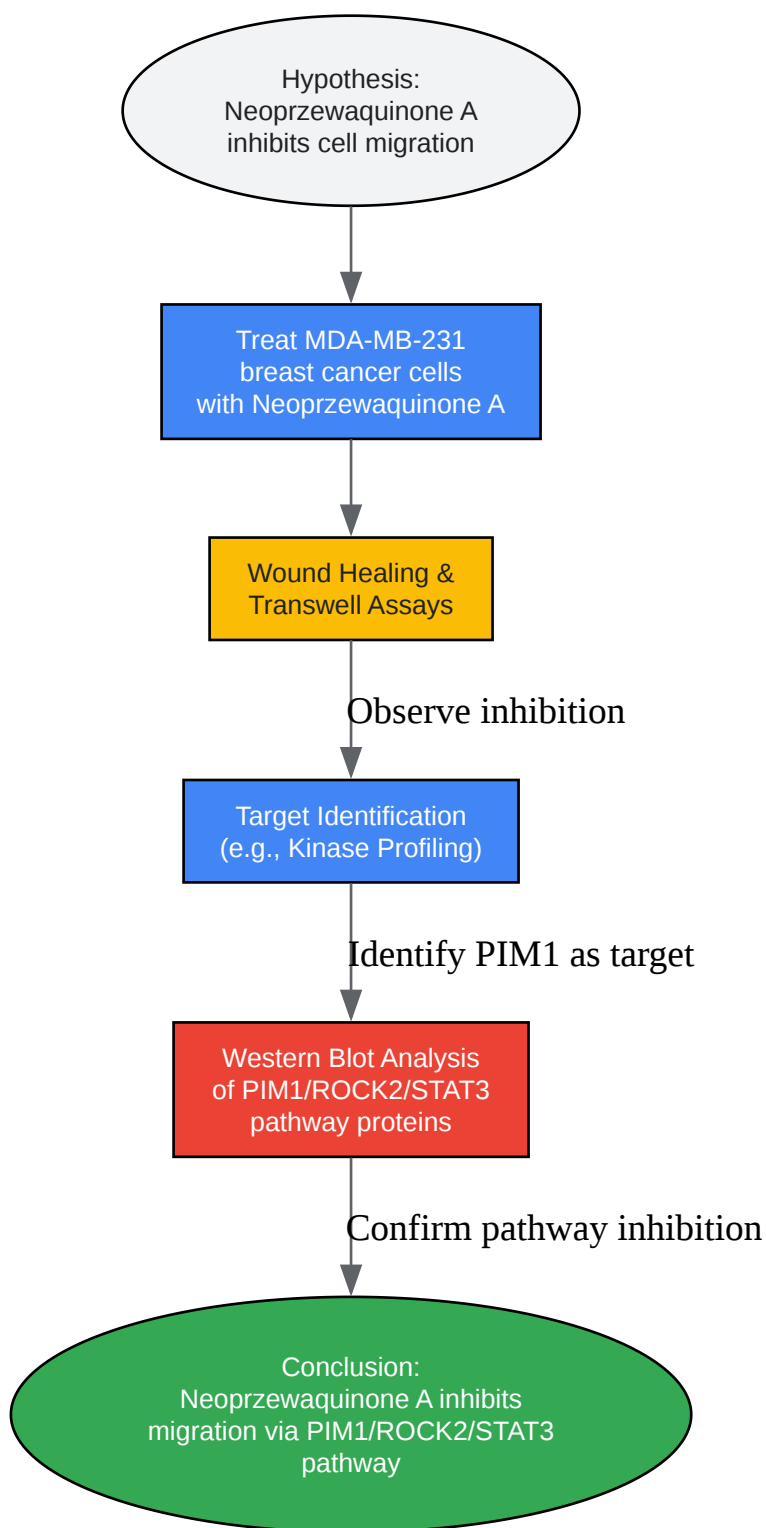 Hypothesis:
Neoprzewaquinone A
inhibits cell migration
Treat MDA-MB-231
breast cancer cells
with Neoprzewaquinone A
Wound Healing &
Transwell Assays
Observe inhibition
Target Identification
(e.g., Kinase Profiling)
Identify PIM1 as target
Western Blot Analysis
of PIM1/ROCK2/STAT3
pathway proteins
Confirm pathway inhibition
Conclusion:
Neoprzewaquinone A inhibits
migration via PIM1/ROCK2/STAT3
pathway